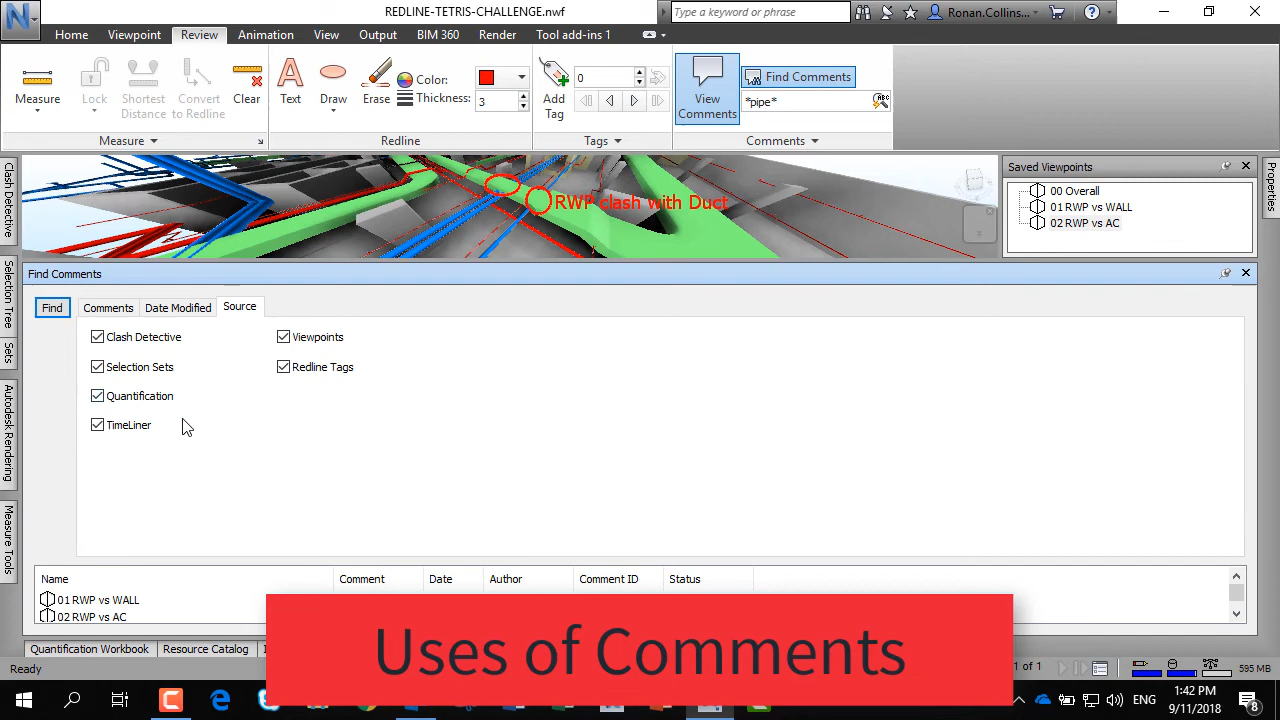 REDLINE-TETRIS-CHALLENGE.nwf
Type a keyword or phrase
Ronan.Collins...
Home Viewpoint Review Animation View Output BIM 360 Render Tool add-ins 1
Measure
Lock
Shortest Distance
Convert to Redline
Clear
Text
Draw
Erase
Color:
Thickness: 3
Add Tag
0
View Comments
Find Comments
*pipe*
Measure
Redline
Tags
Comments
Clash Detective
Selection Tree
Sets
Autodesk Rendering
Measure Tools
RWP clash with Duct
Saved Viewpoints
00 Overall
01 RWP vs WALL
02 RWP vs AC
Properties
Find Comments
Find
Comments Date Modified Source
Clash Detective Viewpoints
Selection Sets Redline Tags
Quantification
TimeLiner
Name Comment Date Author Comment ID Status
01 RWP vs WALL
02 RWP vs AC
Uses of Comments
Quantification Workbook Resource Catalog
Ready
1 of 1
595 MB
ENG
1:42 PM
9/11/2018
8